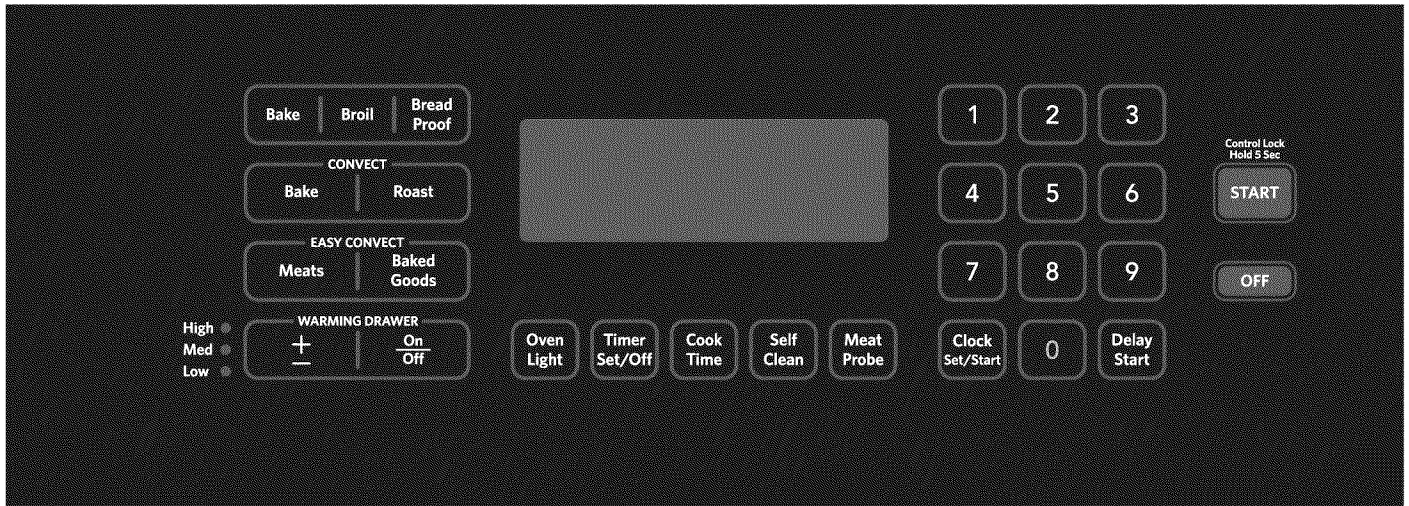 Bake Broil Bread
Proof
CONVECT
Bake Roast
EASY CONVECT
Meats Baked
Goods
WARMING DRAWER
High
Med
Low
+
−
On
Off
Oven
Light
Timer
Set/Off
Cook
Time
Self
Clean
Meat
Probe
1 2 3
4 5 6
7 8 9
Clock
Set/Start
0
Delay
Start
Control Lock
Hold 5 Sec
START
OFF